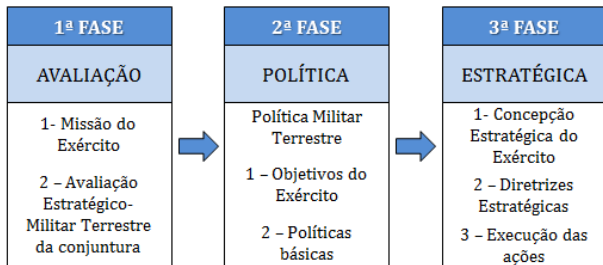 1ª FASE
AVALIAÇÃO
1- Missão do
Exército
2 – Avaliação
Estratégico-
Militar Terrestre
da conjuntura
2ª FASE
POLÍTICA
Política Militar
Terrestre
1 – Objetivos do
Exército
2 – Políticas
básicas
3ª FASE
ESTRATÉGICA
1- Concepção
Estratégica do
Exército
2 – Diretrizes
Estratégicas
3 – Execução das
ações